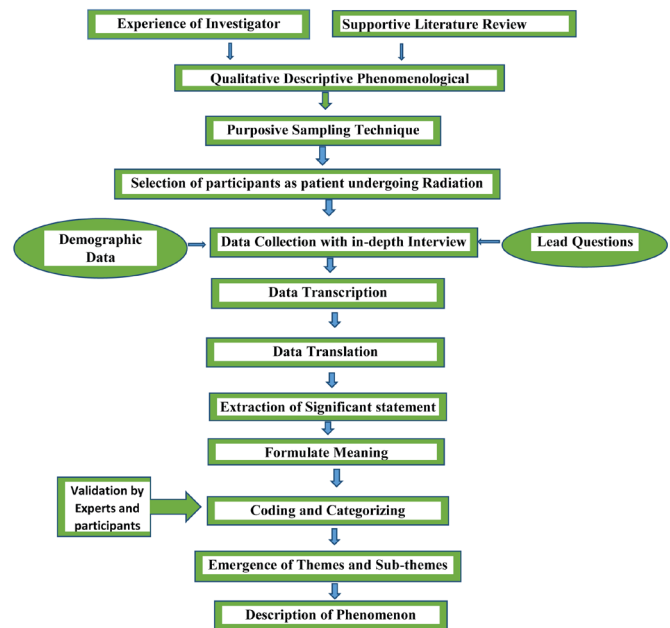 Experience of Investigator
Supportive Literature Review
Qualitative Descriptive Phenomenological
Purposive Sampling Technique
Selection of participants as patient undergoing Radiation
Demographic
Data
Data Collection with in-depth Interview
Lead Questions
Data Transcription
Data Translation
Extraction of Significant statement
Formulate Meaning
Validation by
Experts and
participants
Coding and Categorizing
Emergence of Themes and Sub-themes
Description of Phenomenon